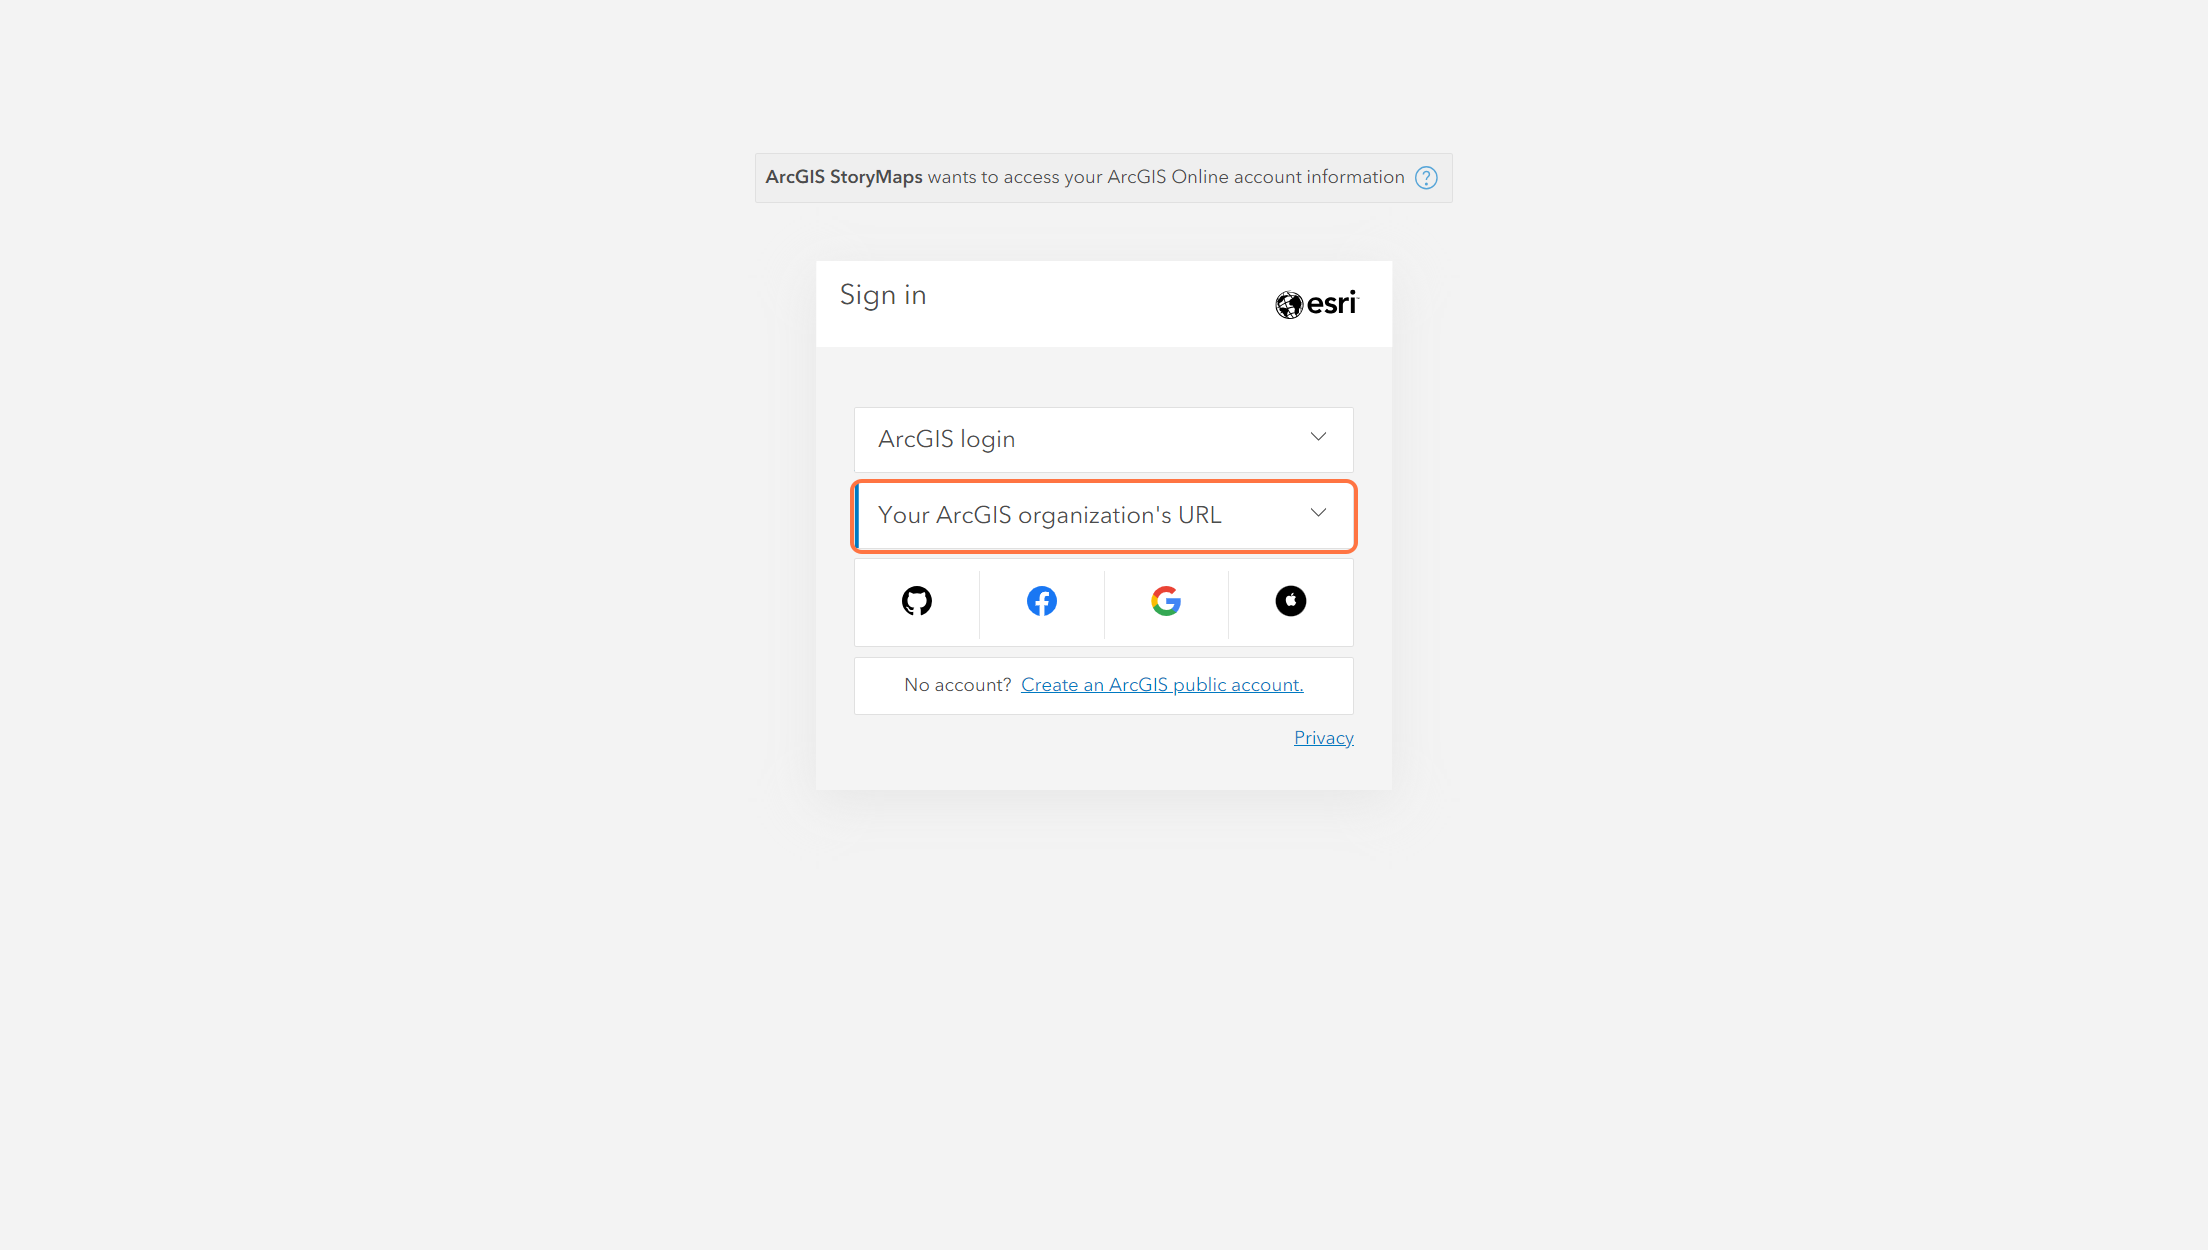 ArcGIS StoryMaps wants to access your ArcGIS Online account information ?
Sign in
esri
ArcGIS login
Your ArcGIS organization's URL
No account? Create an ArcGIS public account.
Privacy